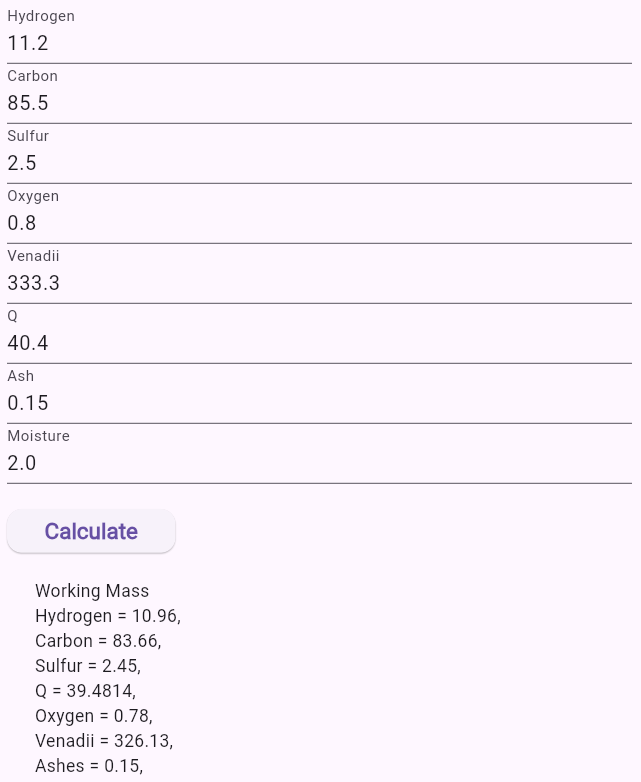 Hydrogen
11.2
Carbon
85.5
Sulfur
2.5
Oxygen
0.8
Venadii
333.3
Q
40.4
Ash
0.15
Moisture
2.0
Calculate
Working Mass
Hydrogen = 10.96,
Carbon = 83.66,
Sulfur = 2.45,
Q = 39.4814,
Oxygen = 0.78,
Venadii = 326.13,
Ashes = 0.15,